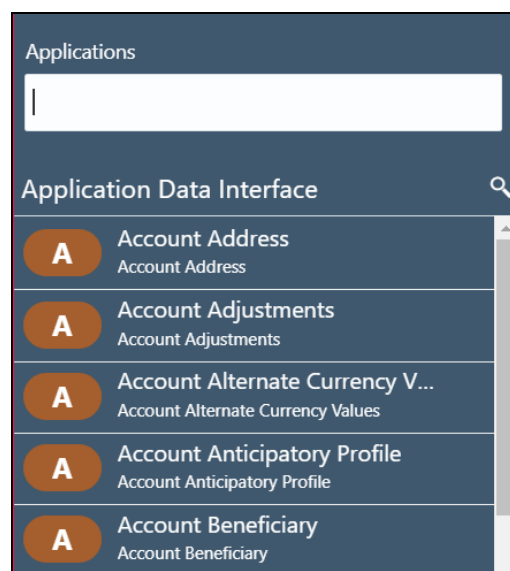 Applications
Application Data Interface
A
Account Address
Account Address
A
Account Adjustments
Account Adjustments
A
Account Alternate Currency V...
Account Alternate Currency Values
A
Account Anticipatory Profile
Account Anticipatory Profile
A
Account Beneficiary
Account Beneficiary